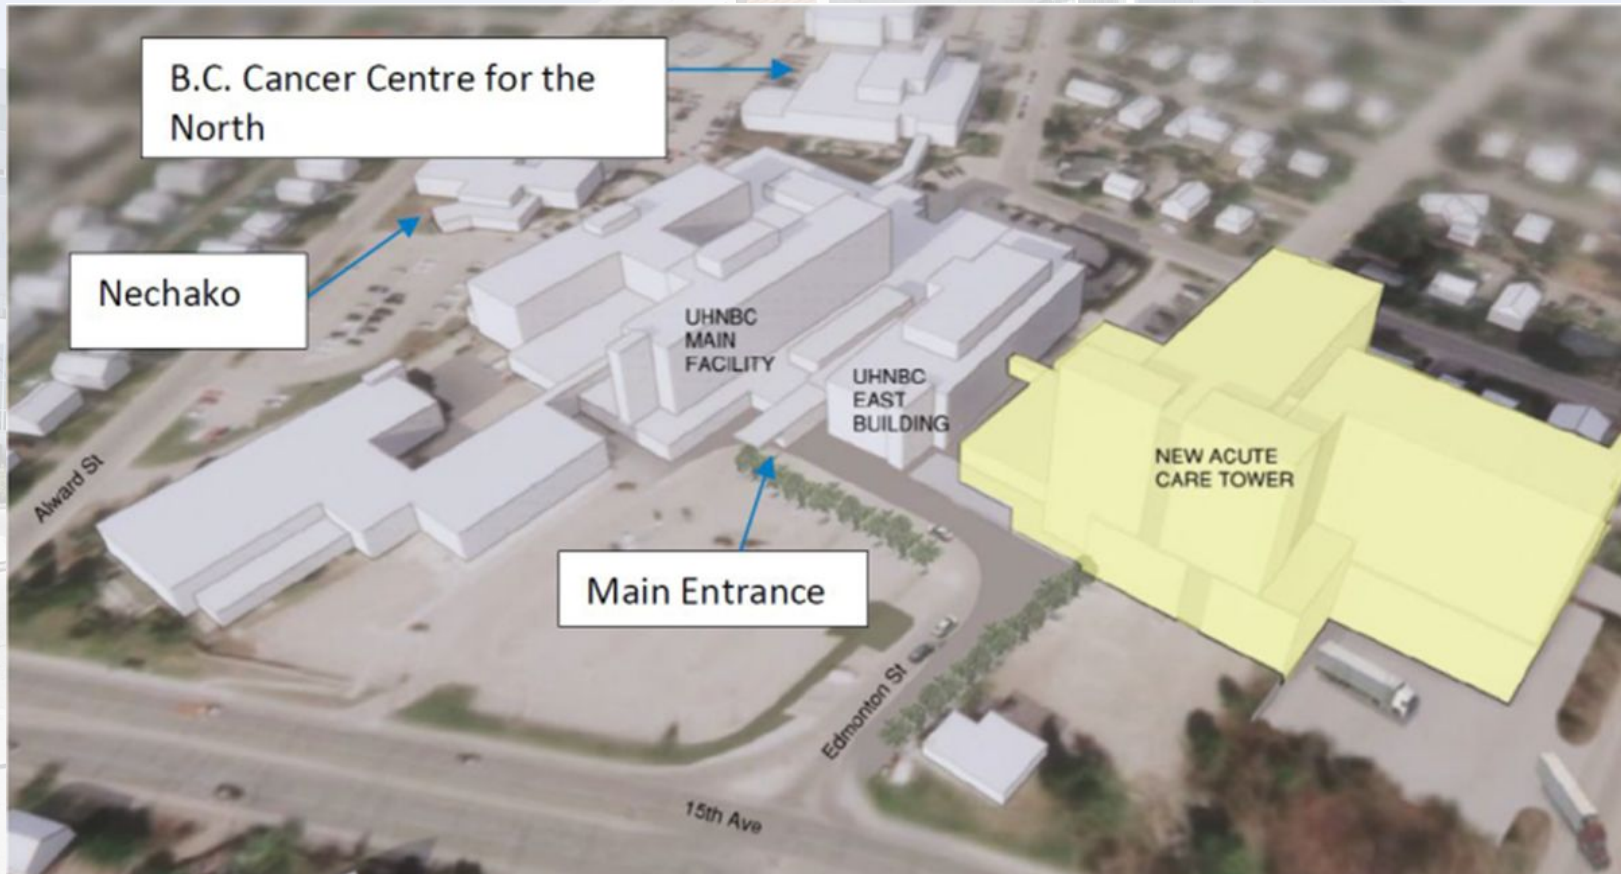 B.C. Cancer Centre for the
North
Nechako
UHNBC
MAIN
FACILITY
UHNBC
EAST
BUILDING
NEW ACUTE
CARE TOWER
Alward St
Main Entrance
Edmonton St
15th Ave